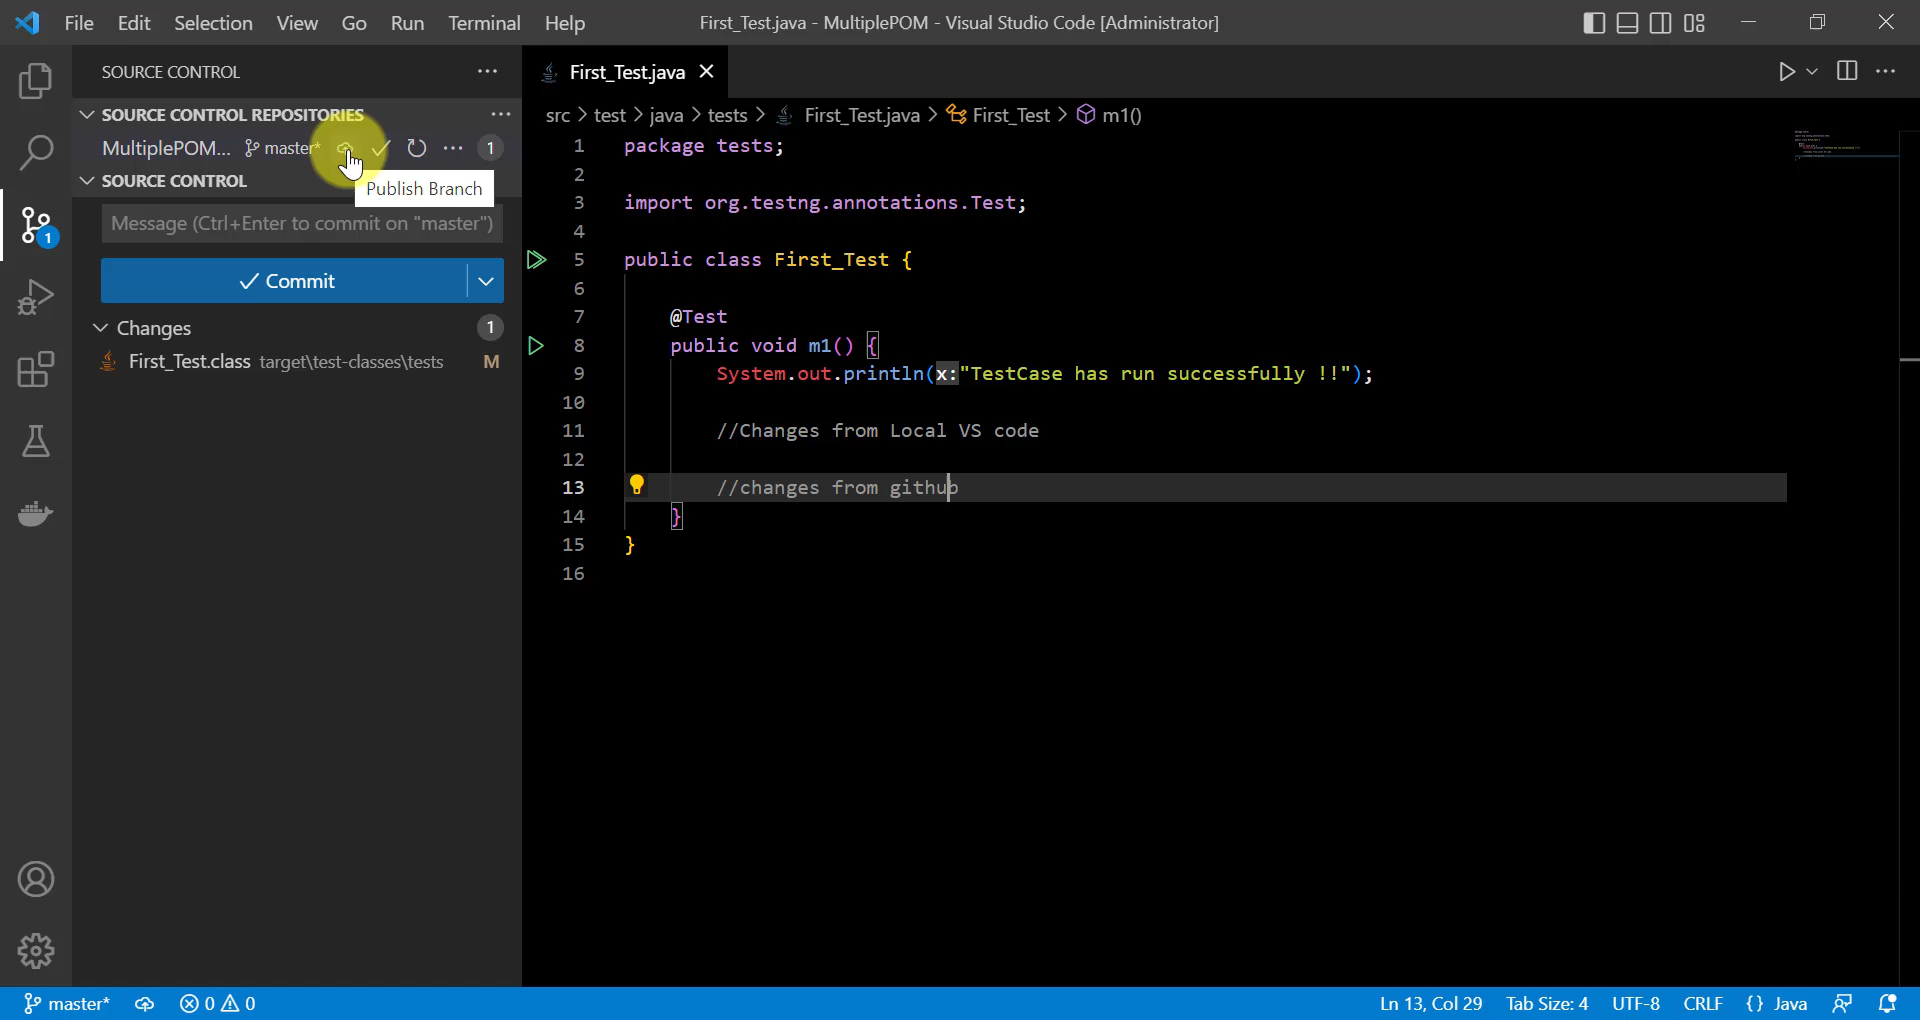 File Edit Selection View Go Run Terminal Help First_Test.java - MultiplePOM - Visual Studio Code [Administrator]
SOURCE CONTROL
SOURCE CONTROL REPOSITORIES
MultiplePOM... master* 1
Publish Branch
SOURCE CONTROL
Message (Ctrl+Enter to commit on "master")
Commit
Changes 1
First_Test.class target\test-classes\tests M
1
First_Test.java
src > test > java > tests > First_Test.java > First_Test > m1()
1 package tests;
2
3 import org.testng.annotations.Test;
4
5 public class First_Test {
6
7 @Test
8 public void m1() {
9 System.out.println(x:"TestCase has run successfully !!");
10
11 //Changes from Local VS code
12
13 //changes from github
14 }
15 }
16
master* 0 0 Ln 13, Col 29 Tab Size: 4 UTF-8 CRLF {} Java